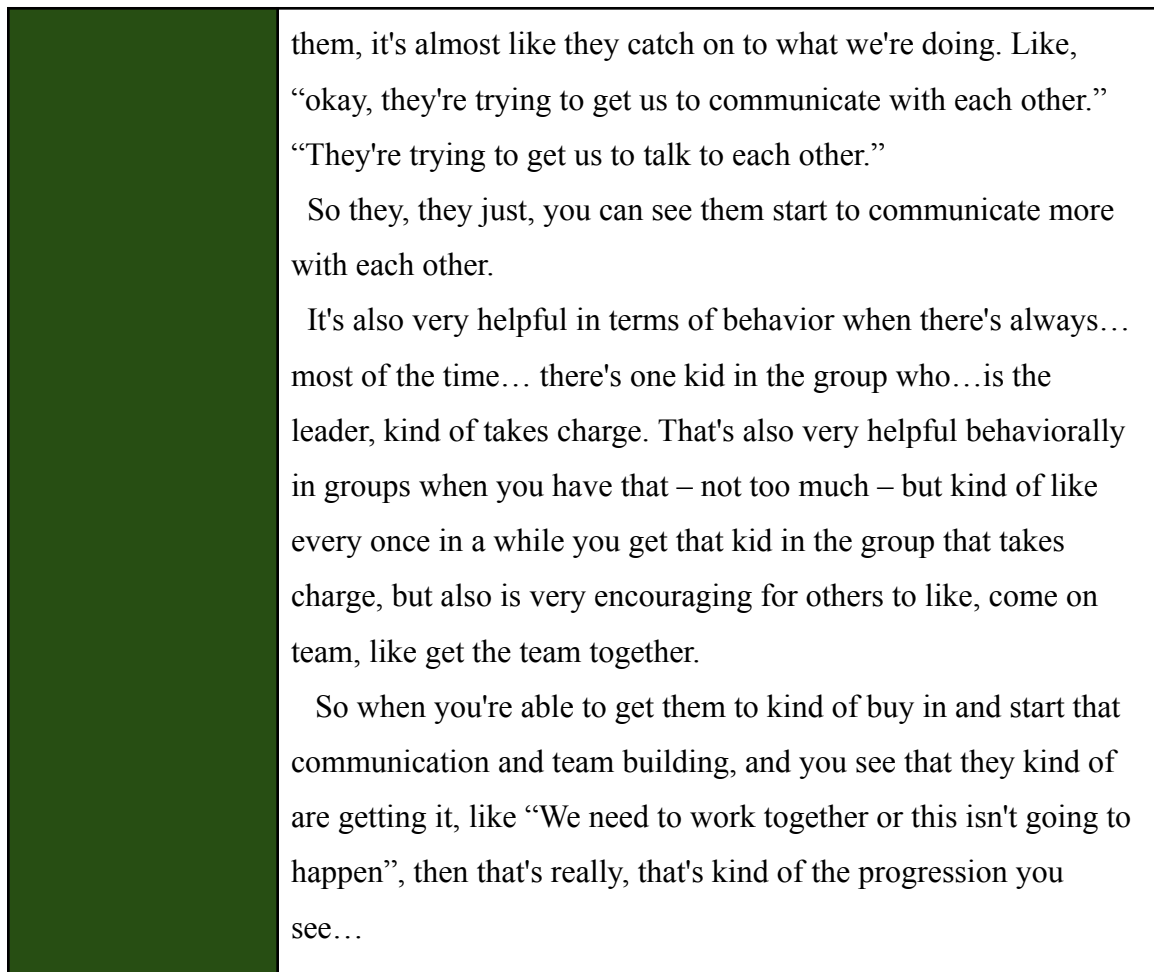 them, it's almost like they catch on to what we're doing. Like,
“okay, they're trying to get us to communicate with each other.”
“They're trying to get us to talk to each other.”
So they, they just, you can see them start to communicate more
with each other.
It's also very helpful in terms of behavior when there's always…
most of the time… there's one kid in the group who…is the
leader, kind of takes charge. That's also very helpful behaviorally
in groups when you have that – not too much – but kind of like
every once in a while you get that kid in the group that takes
charge, but also is very encouraging for others to like, come on
team, like get the team together.
So when you're able to get them to kind of buy in and start that
communication and team building, and you see that they kind of
are getting it, like “We need to work together or this isn't going to
happen”, then that's really, that's kind of the progression you
see…